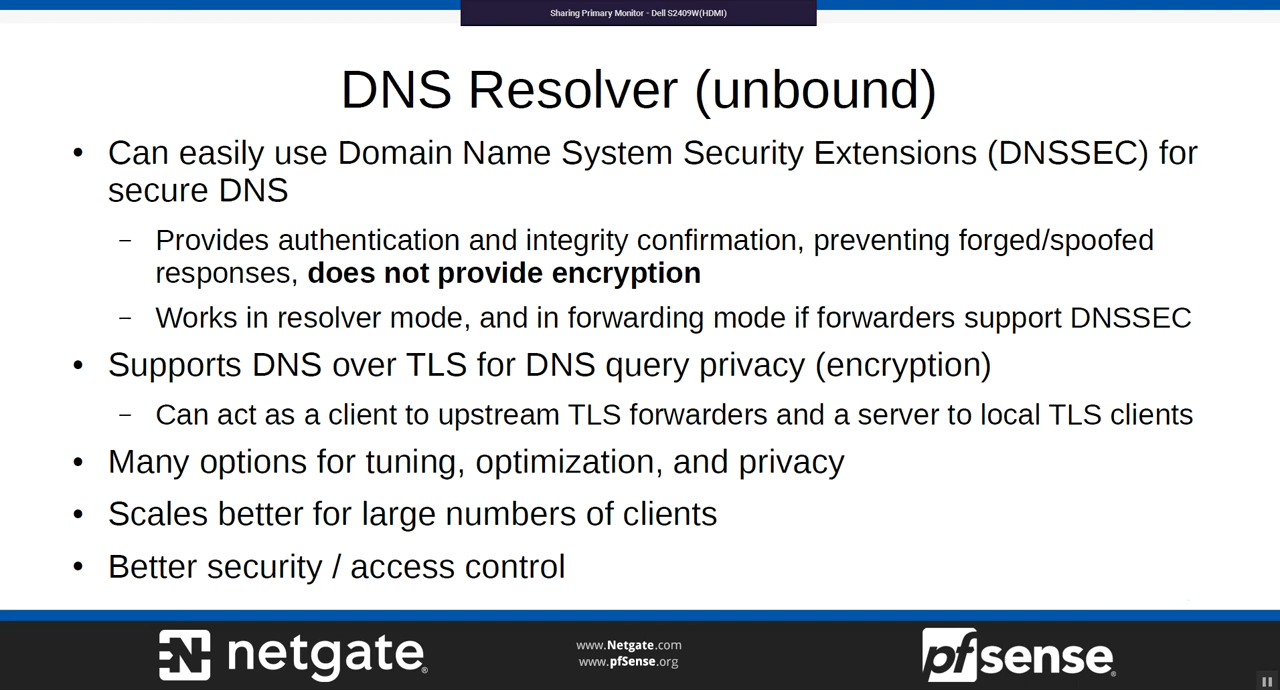 Sharing Primary Monitor - Dell S2409W(HDMI)
DNS Resolver (unbound)
• Can easily use Domain Name System Security Extensions (DNSSEC) for
secure DNS
– Provides authentication and integrity confirmation, preventing forged/spoofed
responses, does not provide encryption
– Works in resolver mode, and in forwarding mode if forwarders support DNSSEC
• Supports DNS over TLS for DNS query privacy (encryption)
– Can act as a client to upstream TLS forwarders and a server to local TLS clients
• Many options for tuning, optimization, and privacy
• Scales better for large numbers of clients
• Better security / access control
N netgate®
www.Netgate.com
www.pfSense.org
pfsense®